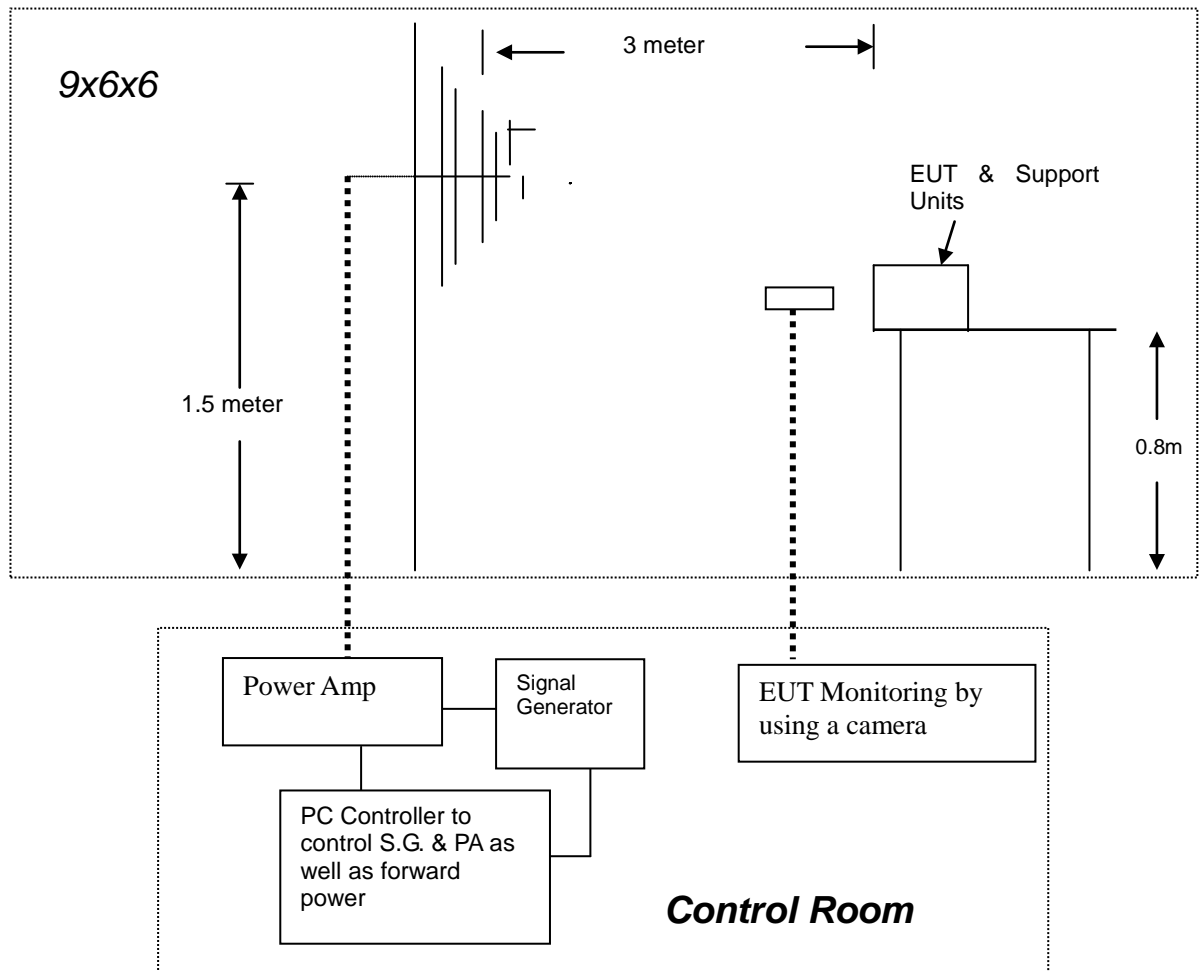 3 meter
9x6x6
EUT & Support
Units
1.5 meter
0.8m
Power Amp
Signal
Generator
EUT Monitoring by
using a camera
PC Controller to
control S.G. & PA as
well as forward
power
Control Room